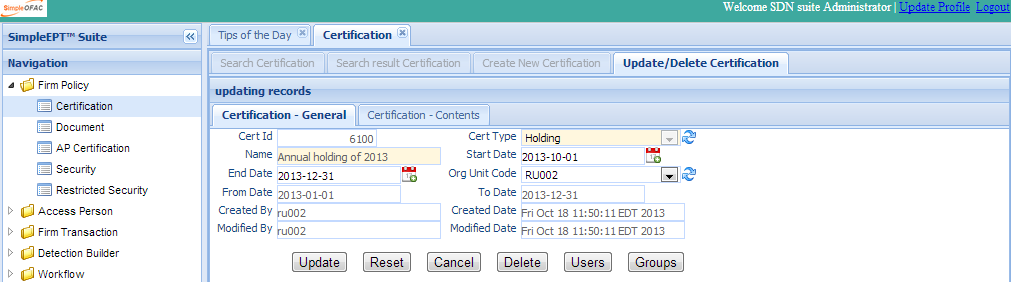 SimpleOFAC
Welcome SDN suite Administrator | Update Profile Logout
SimpleEPT™ Suite
Navigation
Firm Policy
Certification
Document
AP Certification
Security
Restricted Security
Access Person
Firm Transaction
Detection Builder
Workflow
Tips of the Day Certification
Search Certification Search result Certification Create New Certification Update/Delete Certification
updating records
Certification - General Certification - Contents
Cert Id 6100 Cert Type Holding
Name Annual holding of 2013 Start Date 2013-10-01
End Date 2013-12-31 Org Unit Code RU002
From Date 2013-01-01 To Date 2013-12-31
Created By ru002 Created Date Fri Oct 18 11:50:11 EDT 2013
Modified By ru002 Modified Date Fri Oct 18 11:50:11 EDT 2013
Update Reset Cancel Delete Users Groups